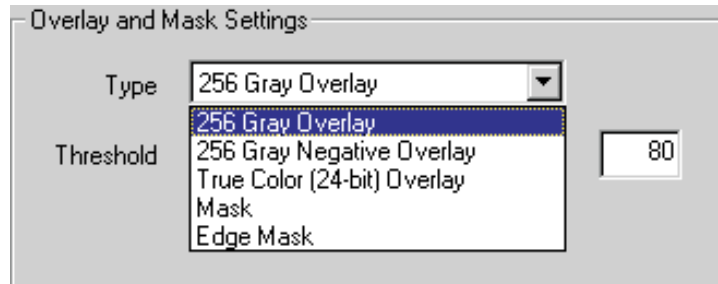 Overlay and Mask Settings
Type 256 Gray Overlay
256 Gray Overlay
Threshold 256 Gray Negative Overlay 80
True Color (24-bit) Overlay
Mask
Edge Mask